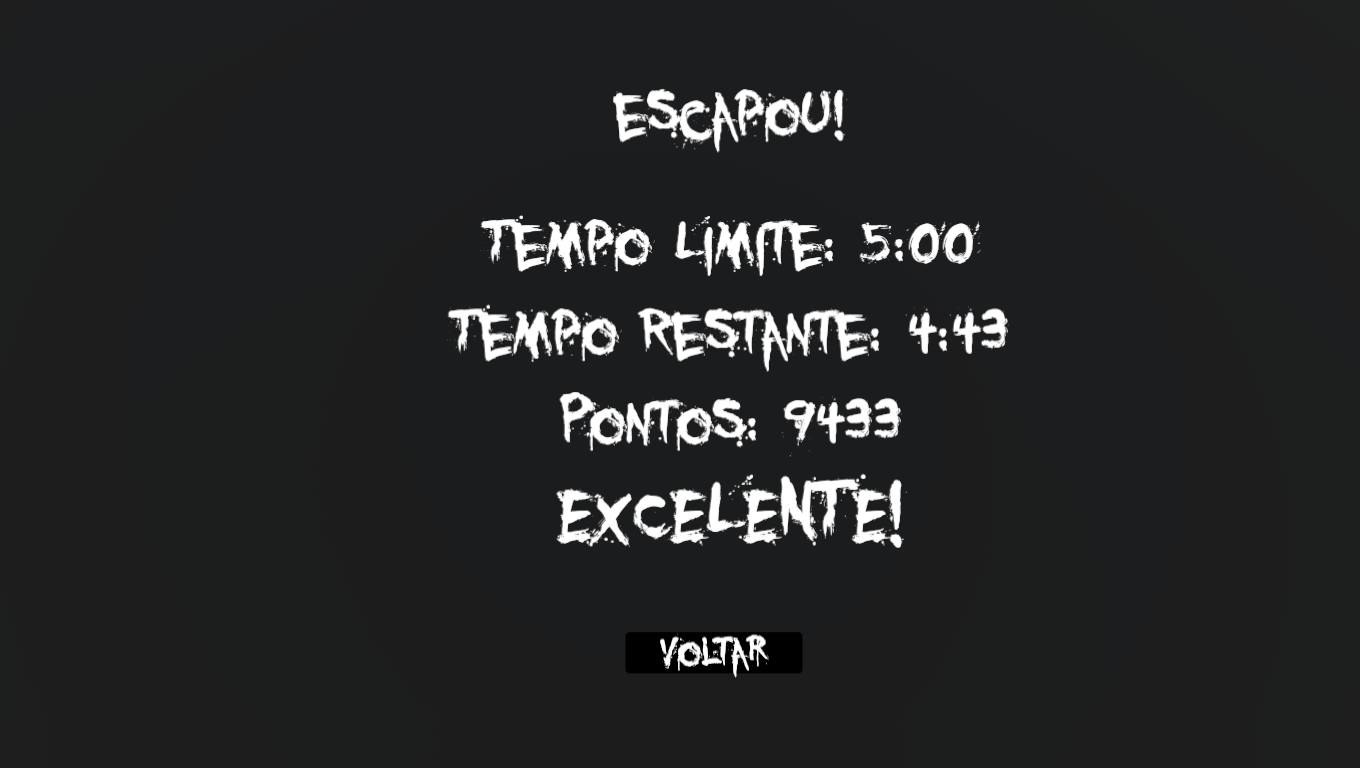 Escapou!
Tempo Limite: 5:00
Tempo Restante: 4:43
Pontos: 9433
EXCELENTE!
Voltar